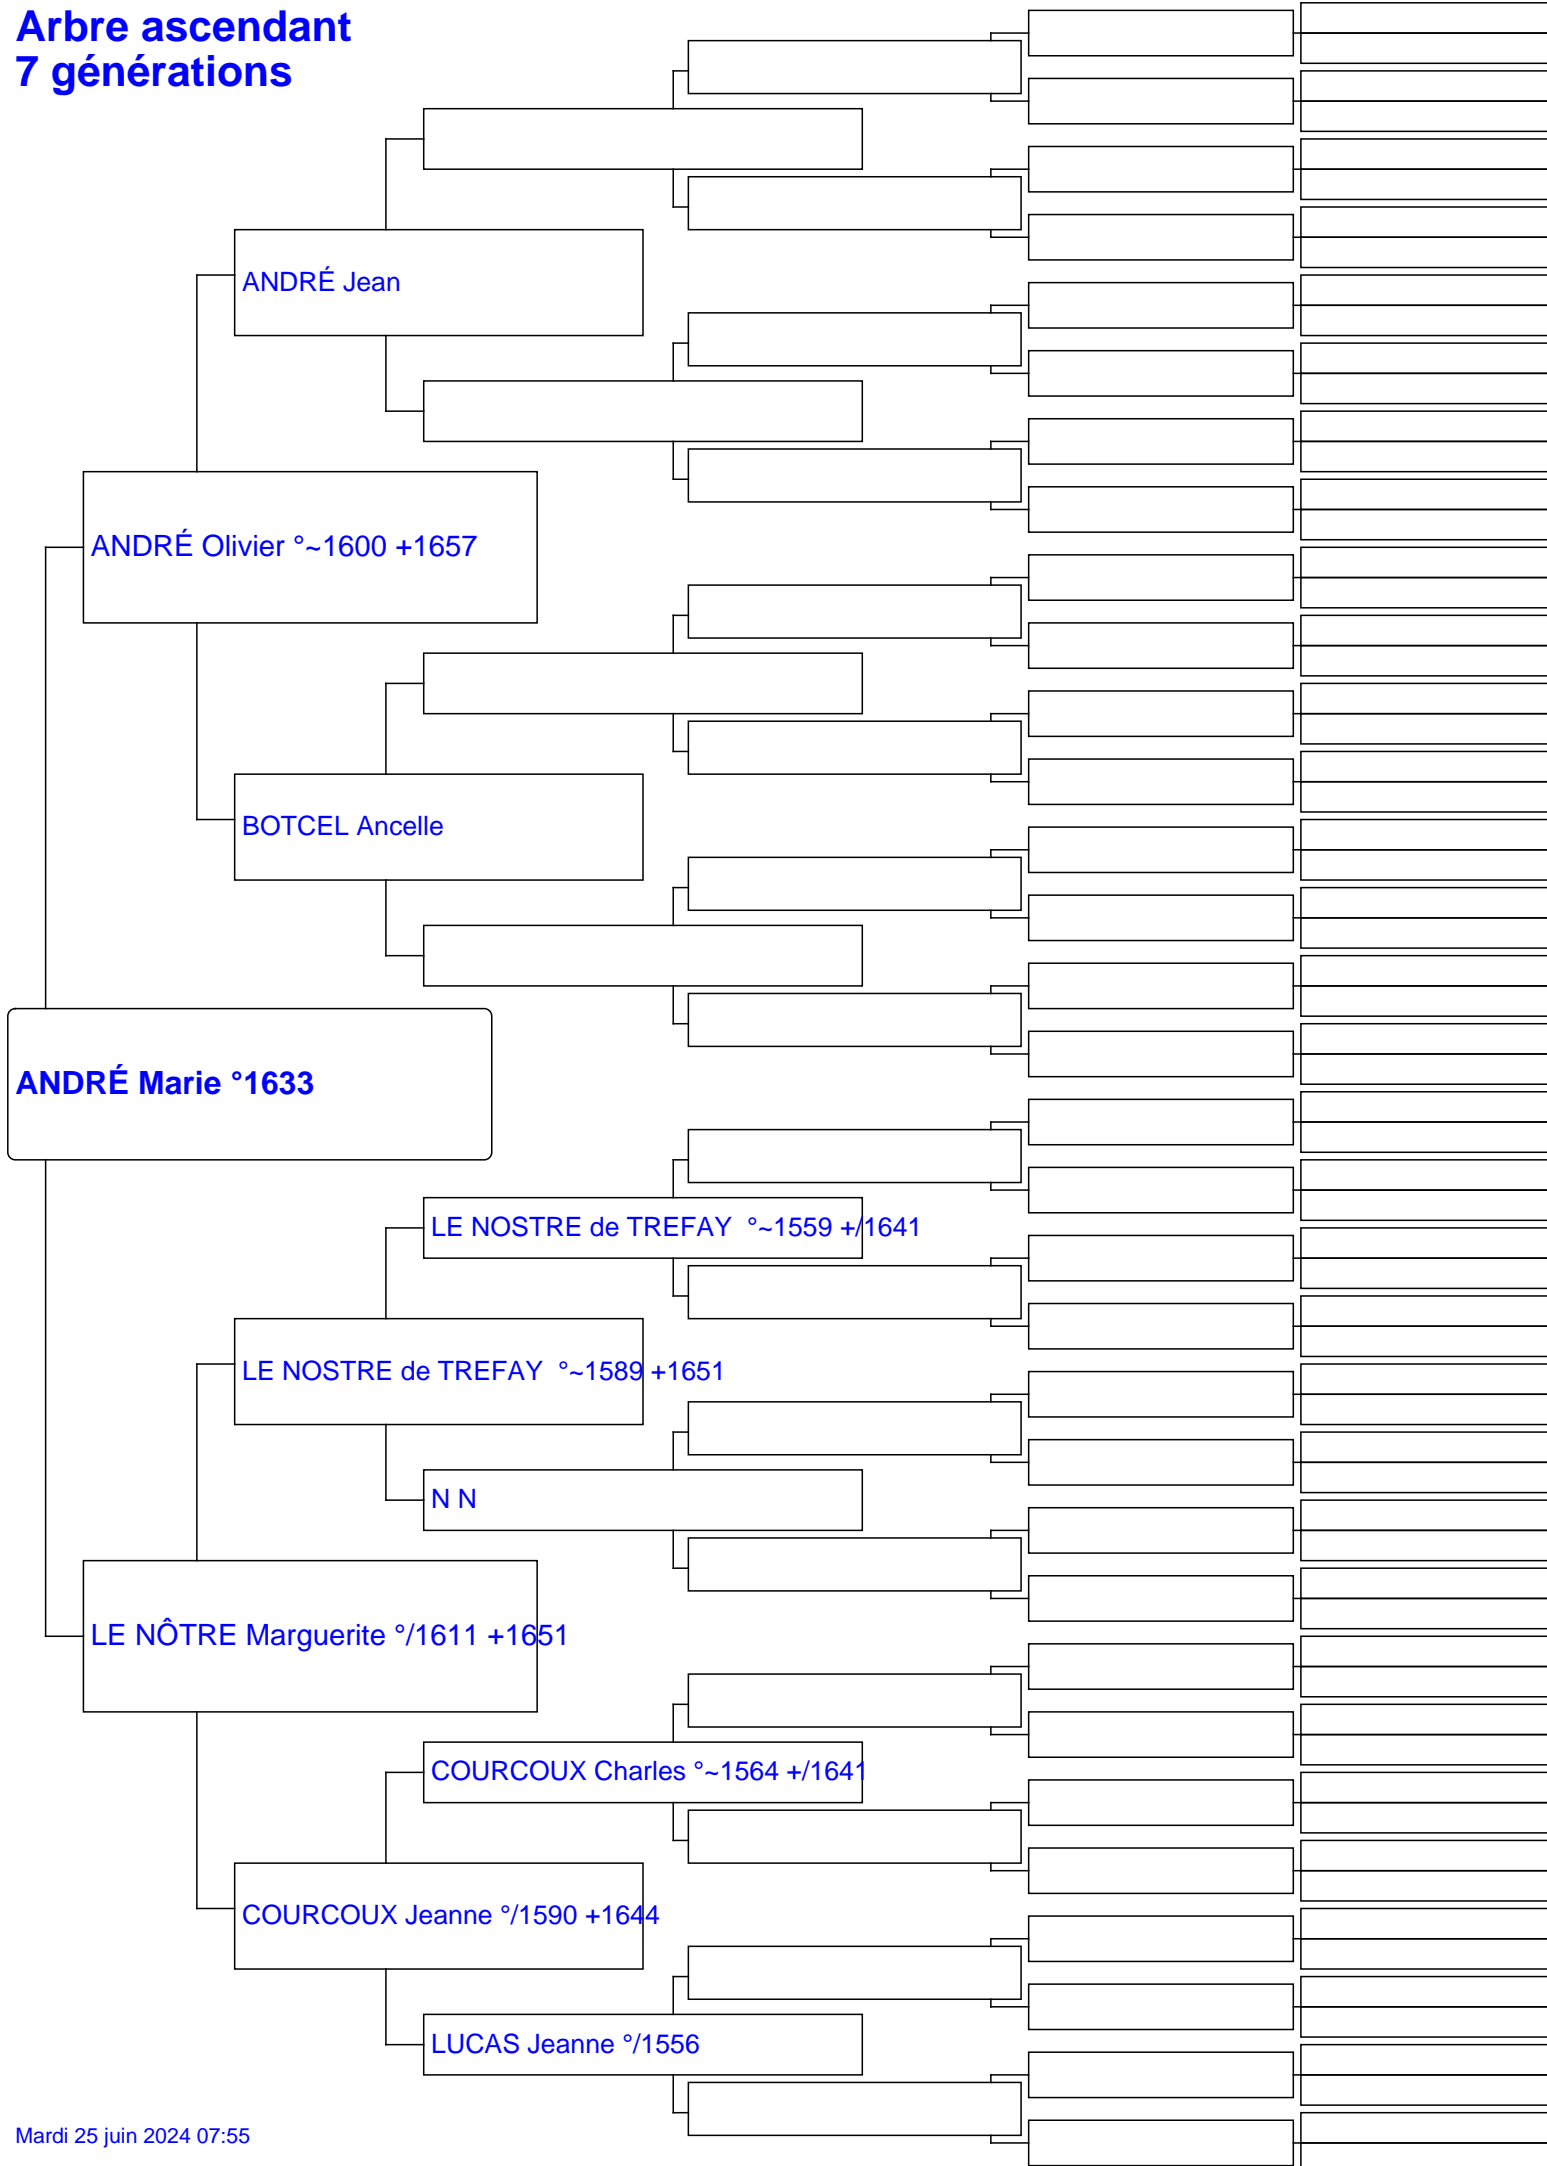 Arbre ascendant
7 générations
ANDRÉ Jean
ANDRÉ Olivier °~1600 +1657
BOTCEL Ancelle
ANDRÉ Marie °1633
LE NOSTRE de TREFAY  °~1559 +/1641
LE NOSTRE de TREFAY  °~1589 +1651
N N
LE NÔTRE Marguerite °/1611 +1651
COURCOUX Charles °~1564 +/1641
COURCOUX Jeanne °/1590 +1644
LUCAS Jeanne °/1556
Mardi 25 juin 2024 07:55